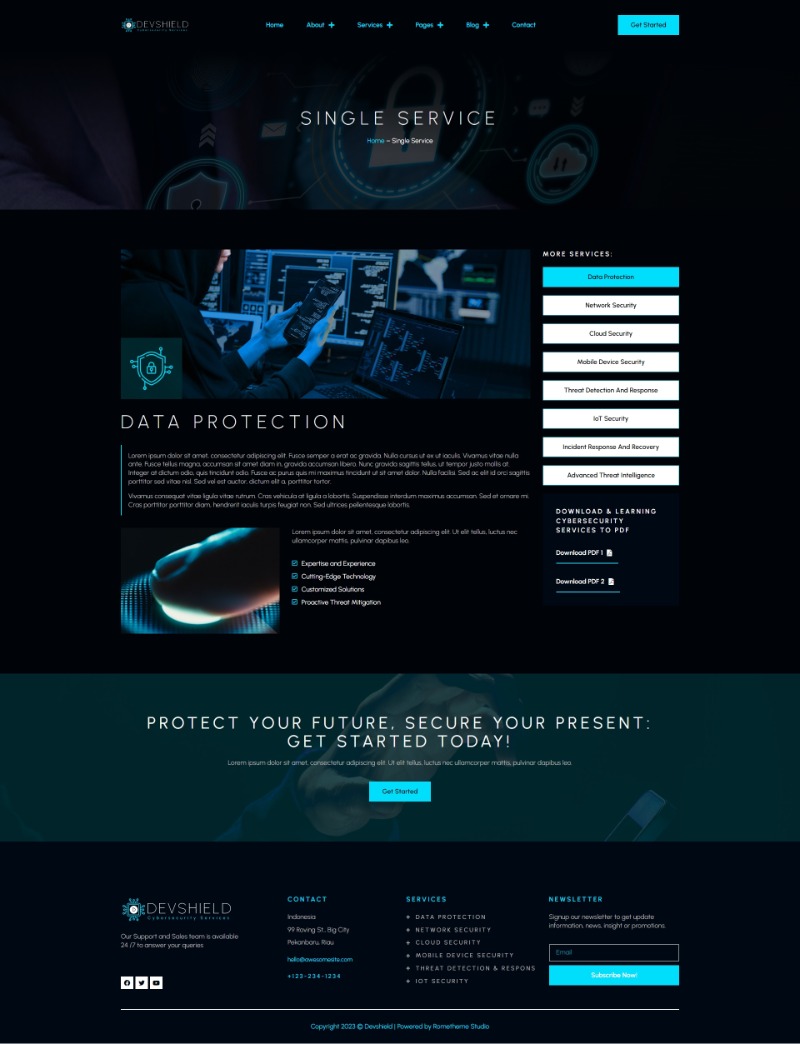 DEVSHIELD
Cybersecurity Services
Home About Services Pages Blog Contact
Get Started
SINGLE SERVICE
Home – Single Service
MORE SERVICES:
Data Protection
Network Security
Cloud Security
Mobile Device Security
Threat Detection And Response
IoT Security
Incident Response And Recovery
Advanced Threat Intelligence
DOWNLOAD & LEARNING
CYBERSECURITY
SERVICES TO PDF
Download PDF 1
Download PDF 2
DATA PROTECTION
Lorem ipsum dolor sit amet, consectetur adipiscing elit. Fusce semper a erat ac gravida. Nulla cursus ut ex ut iaculis. Vivamus vitae nulla
ante. Fusce tellus magna, accumsan sit amet diam in, gravida accumsan libero. Nunc gravida sagittis tellus, ut tempor justo mollis at.
Integer at dictum odio, quis tincidunt odio. Fusce ac purus quis mi maximus tincidunt ut sit amet dolor. Nulla facilisi. Sed ac elit id orci sagittis
porttitor sed vitae nisl. Sed vel est auctor, dictum elit a, porttitor tortor.
Vivamus consequat vitae ligula vitae rutrum. Cras vehicula at ligula a lobortis. Suspendisse interdum maximus accumsan. Sed et ornare mi.
Cras porttitor porttitor diam, hendrerit iaculis turpis feugiat non. Sed ultrices pellentesque lobortis.
Lorem ipsum dolor sit amet, consectetur adipiscing elit. Ut elit tellus, luctus nec
ullamcorper mattis, pulvinar dapibus leo.
Expertise and Experience
Cutting-Edge Technology
Customized Solutions
Proactive Threat Mitigation
PROTECT YOUR FUTURE, SECURE YOUR PRESENT:
GET STARTED TODAY!
Lorem ipsum dolor sit amet, consectetur adipiscing elit. Ut elit tellus, luctus nec ullamcorper mattis, pulvinar dapibus leo.
Get Started
DEVSHIELD
Cybersecurity Services
Our Support and Sales team is available
24 /7 to answer your queries
CONTACT
Indonesia
99 Roving St., Big City
Pekanbaru, Riau
hello@awesomesite.com
+123-234-1234
SERVICES
DATA PROTECTION
NETWORK SECURITY
CLOUD SECURITY
MOBILE DEVICE SECURITY
THREAT DETECTION & RESPONS
IOT SECURITY
NEWSLETTER
Signup our newsletter to get update
information, news, insight or promotions.
Email
Subscribe Now!
Copyright 2023 © Devshield | Powered by Rometheme Studio